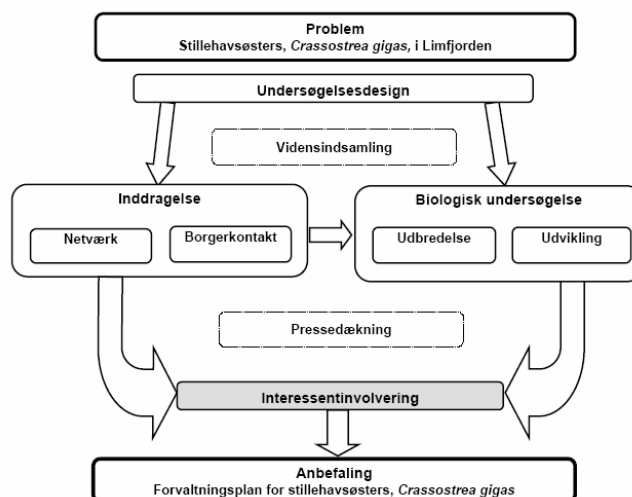 Problem
Stillehavsøsters, Crassostrea gigas, i Limfjorden
Undersøgelsesdesign
Vidensindsamling
Inddragelse
Netværk
Borgerkontakt
Biologisk undersøgelse
Udbredelse
Udvikling
Pressedækning
Interessentinvolvering
Anbefaling
Forvaltningsplan for stillehavsøsters, Crassostrea gigas